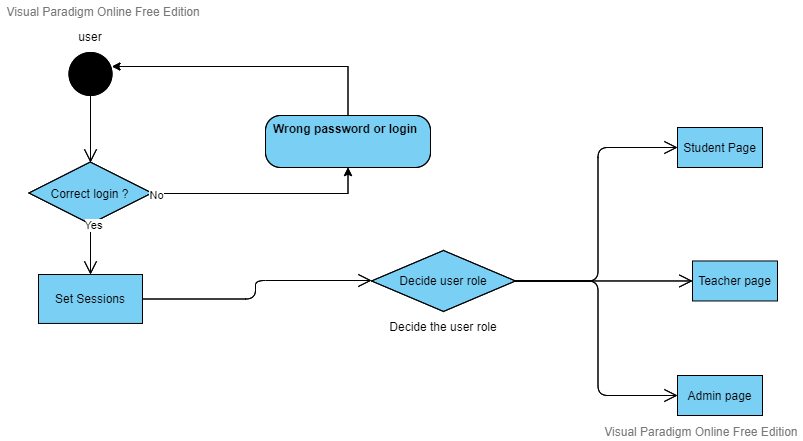 Visual Paradigm Online Free Edition
user
Wrong password or login
Correct login ?
No
Yes
Set Sessions
Decide user role
Decide the user role
Student Page
Teacher page
Admin page
Visual Paradigm Online Free Edition